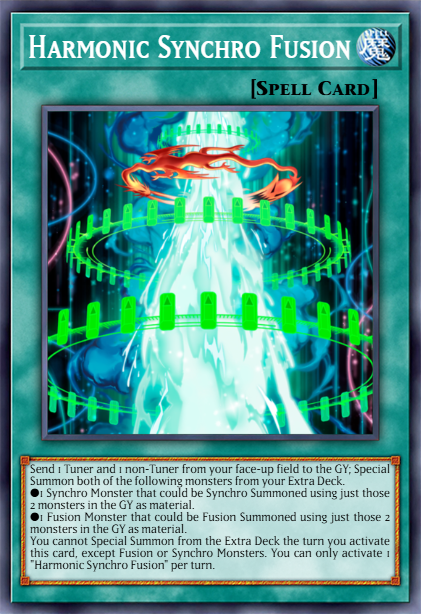 HARMONIC SYNCHRO FUSION 魔
[SPELL CARD]
Send 1 Tuner and 1 non-Tuner from your face-up field to the GY; Special
Summon both of the following monsters from your Extra Deck.
●1 Synchro Monster that could be Synchro Summoned using just those
2 monsters in the GY as material.
●1 Fusion Monster that could be Fusion Summoned using just those 2
monsters in the GY as material.
You cannot Special Summon from the Extra Deck the turn you activate
this card, except Fusion or Synchro Monsters. You can only activate 1
"Harmonic Synchro Fusion" per turn.